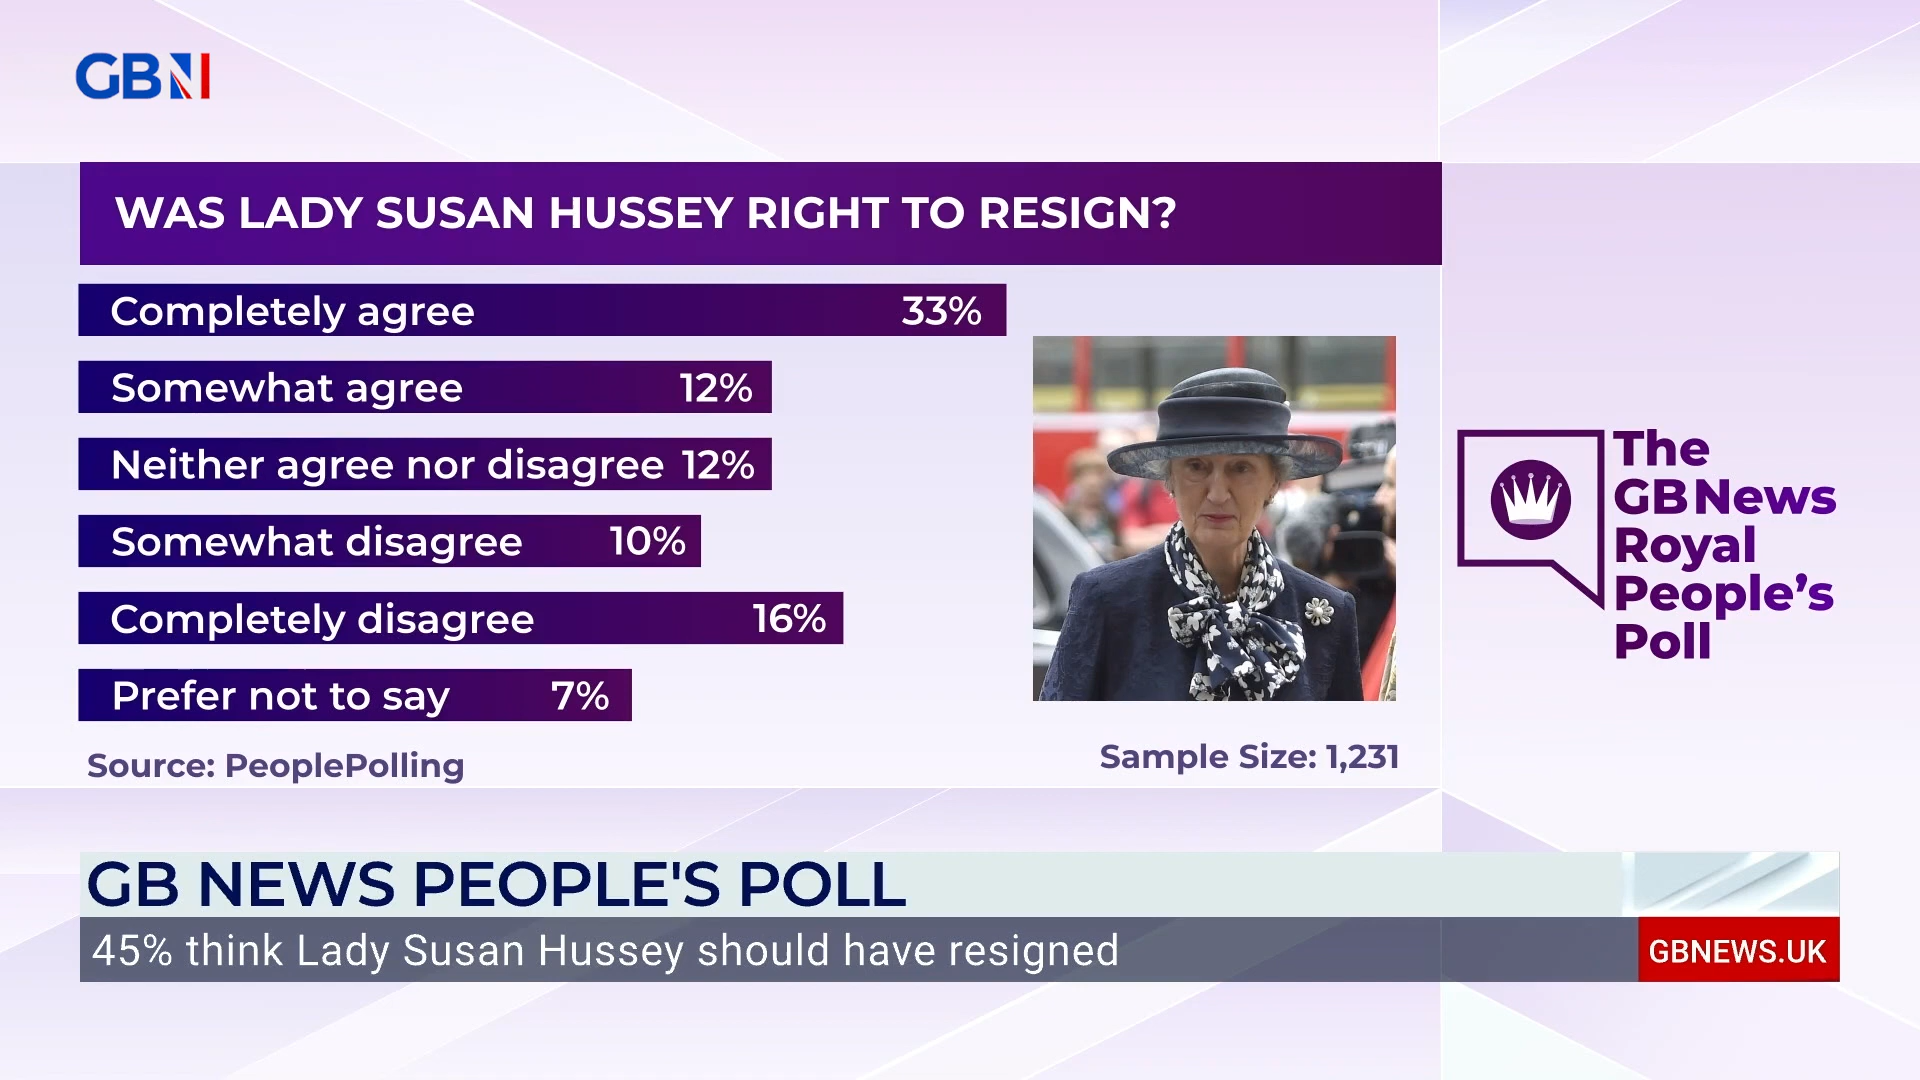 GBN
WAS LADY SUSAN HUSSEY RIGHT TO RESIGN?
Completely agree 33%
Somewhat agree 12%
Neither agree nor disagree 12%
Somewhat disagree 10%
Completely disagree 16%
Prefer not to say 7%
Source: PeoplePolling
Sample Size: 1,231
The
GBNews
Royal
People’s
Poll
GB NEWS PEOPLE'S POLL
45% think Lady Susan Hussey should have resigned
GBNEWS.UK